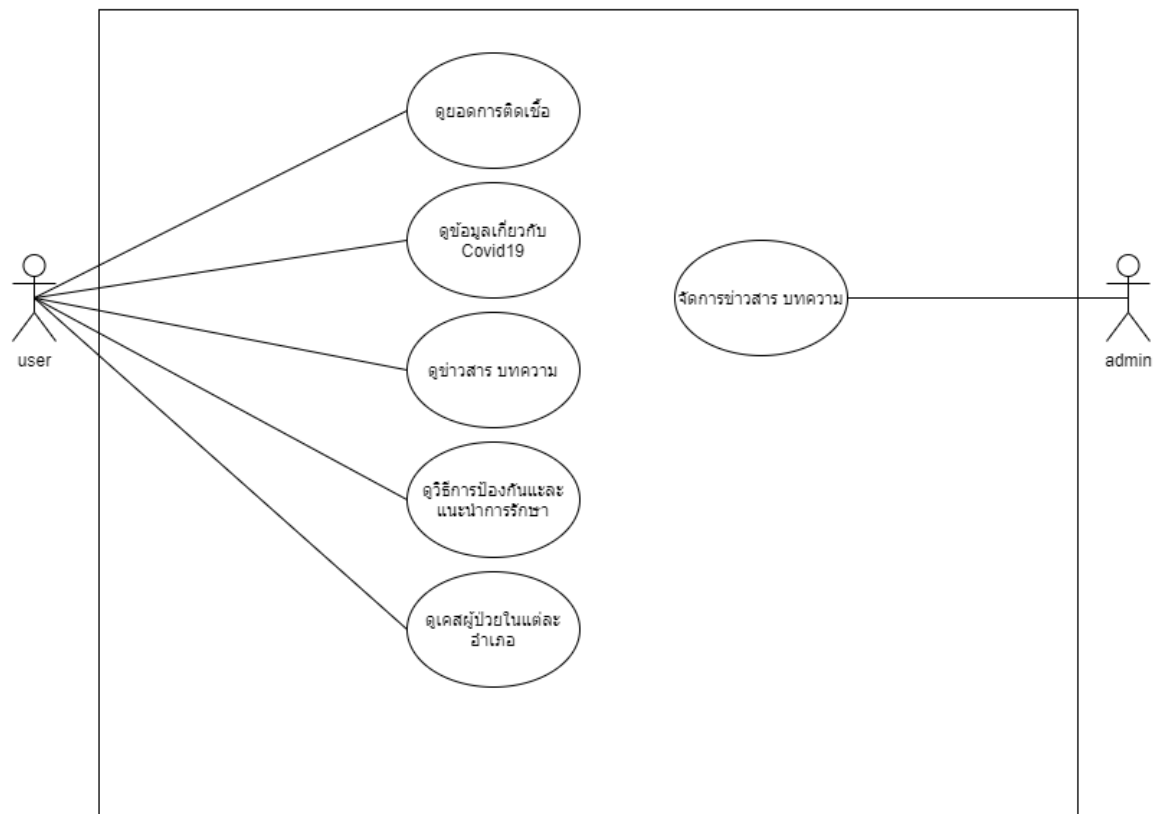 ดูยอดการติดเชื้อ
ดูข้อมูลเกี่ยวกับ
Covid19
ดูข่าวสาร บทความ
ดูวิธีการป้องกันแะละ
แนะนำการรักษา
ดูเคสผู้ป่วยในแต่ละ
อำเภอ
จัดการข่าวสาร บทความ
user
admin